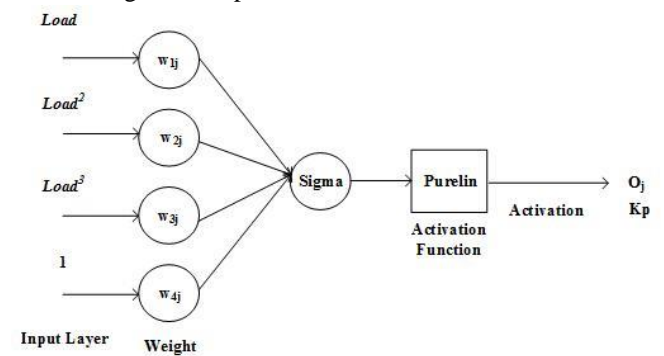 Load
w1j
Load²
w2j
Load³
w3j
1
w4j
Sigma
Purelin
Activation
Function
Activation
Oj
Kp
Input Layer
Weight